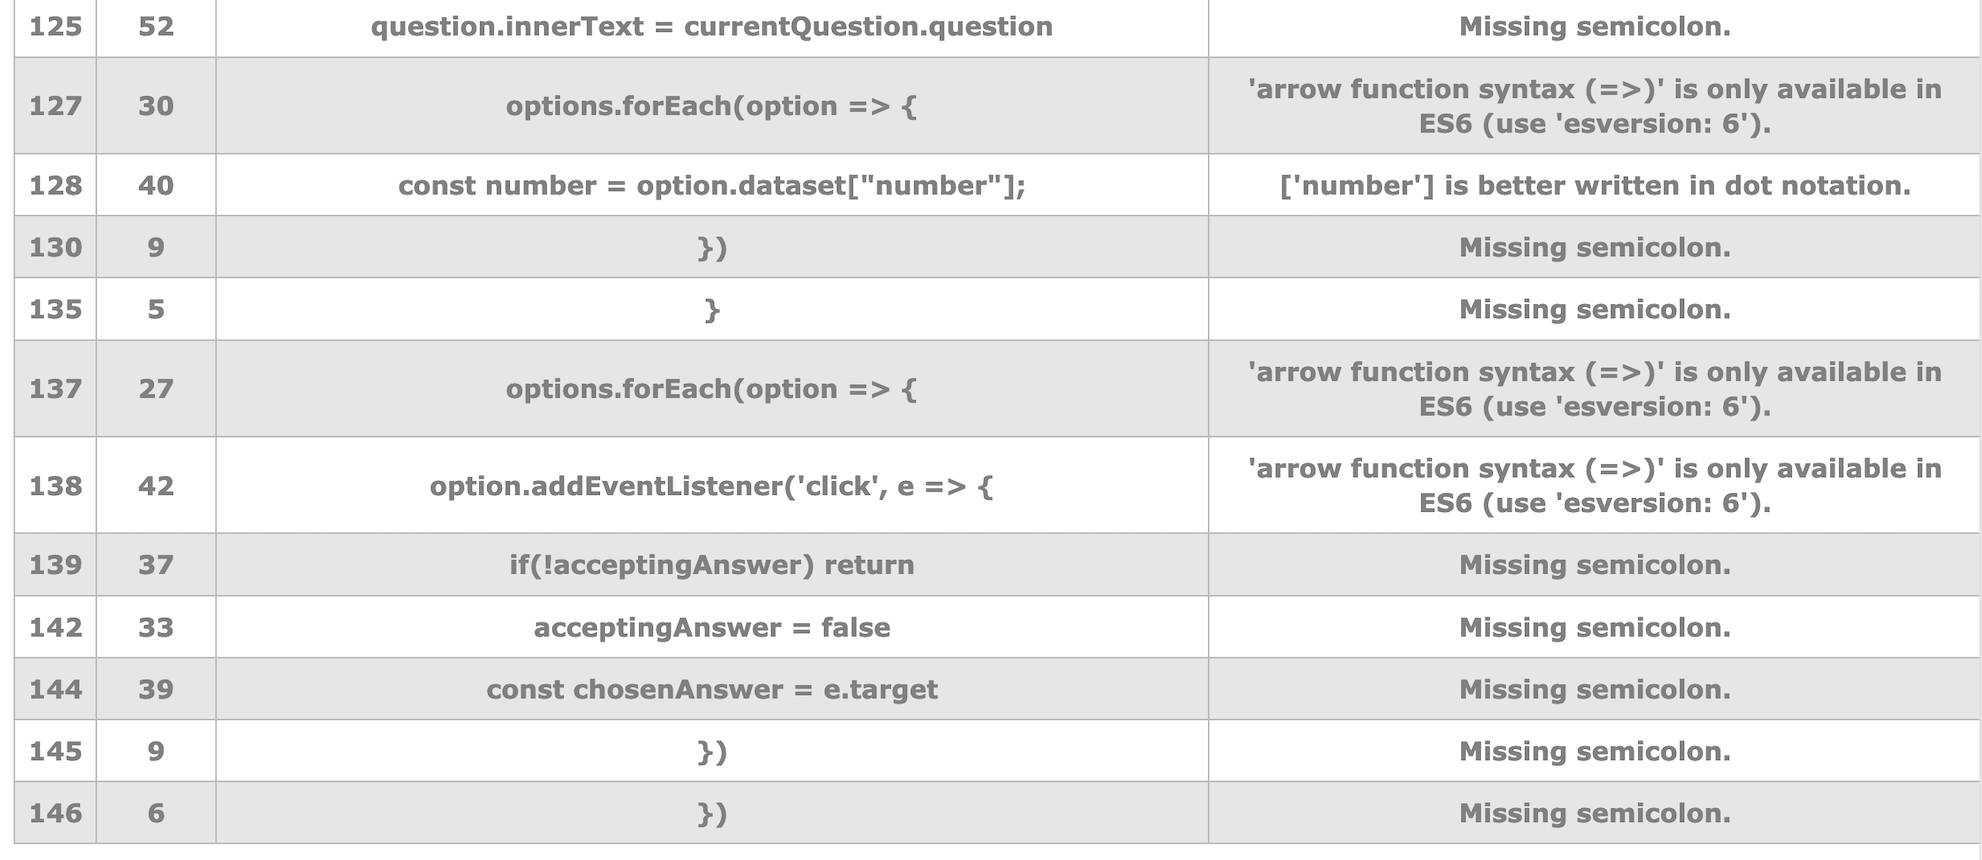 125 52 question.innerText = currentQuestion.question Missing semicolon.
127 30 options.forEach(option => { 'arrow function syntax (=>)' is only available in
ES6 (use 'esversion: 6').
128 40 const number = option.dataset["number"]; ['number'] is better written in dot notation.
130 9 }) Missing semicolon.
135 5 } Missing semicolon.
137 27 options.forEach(option => { 'arrow function syntax (=>)' is only available in
ES6 (use 'esversion: 6').
138 42 option.addEventListener('click', e => { 'arrow function syntax (=>)' is only available in
ES6 (use 'esversion: 6').
139 37 if(!acceptingAnswer) return Missing semicolon.
142 33 acceptingAnswer = false Missing semicolon.
144 39 const chosenAnswer = e.target Missing semicolon.
145 9 }) Missing semicolon.
146 6 }) Missing semicolon.